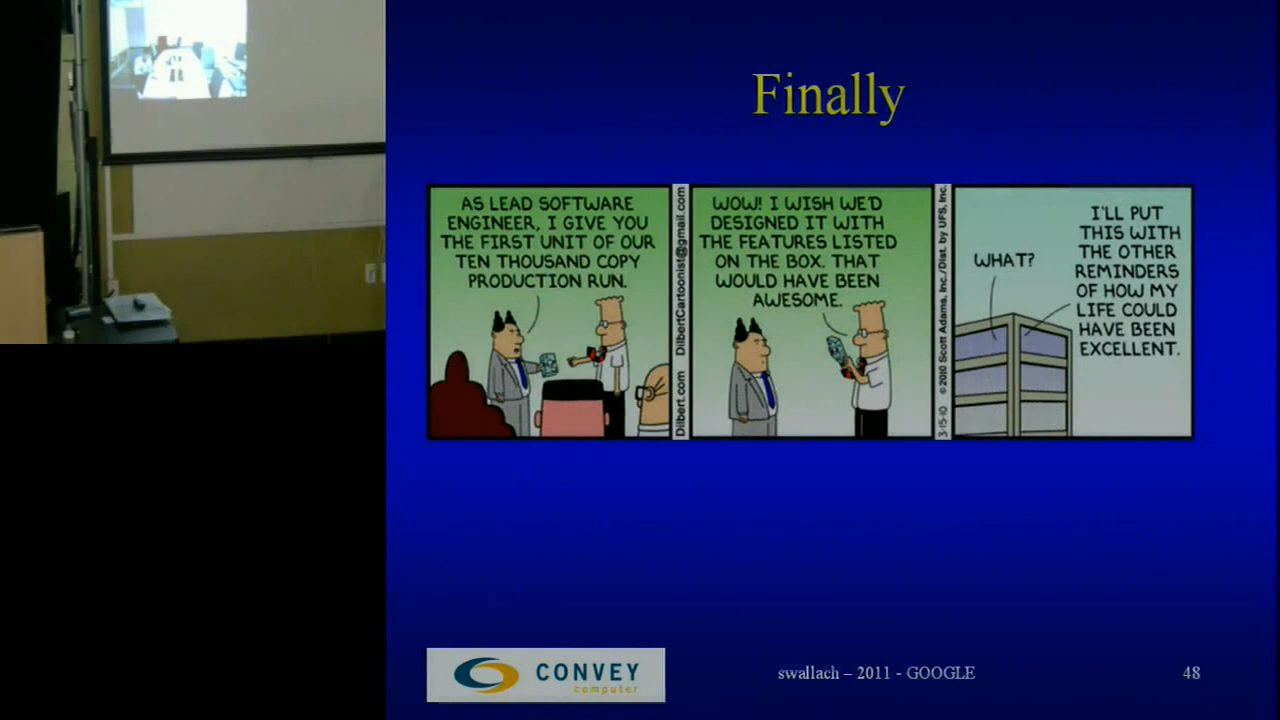 Finally
AS LEAD SOFTWARE
ENGINEER, I GIVE YOU
THE FIRST UNIT OF OUR
TEN THOUSAND COPY
PRODUCTION RUN.
DilbertCartoonist@gmail.com
Dilbert.com
WOW! I WISH WE'D
DESIGNED IT WITH
THE FEATURES LISTED
ON THE BOX. THAT
WOULD HAVE BEEN
AWESOME.
3-15-10 © 2010 Scott Adams, Inc./Dist. by UFS, Inc.
WHAT?
I'LL PUT
THIS WITH
THE OTHER
REMINDERS
OF HOW MY
LIFE COULD
HAVE BEEN
EXCELLENT.
CONVEY
computer
swallach – 2011 - GOOGLE
48